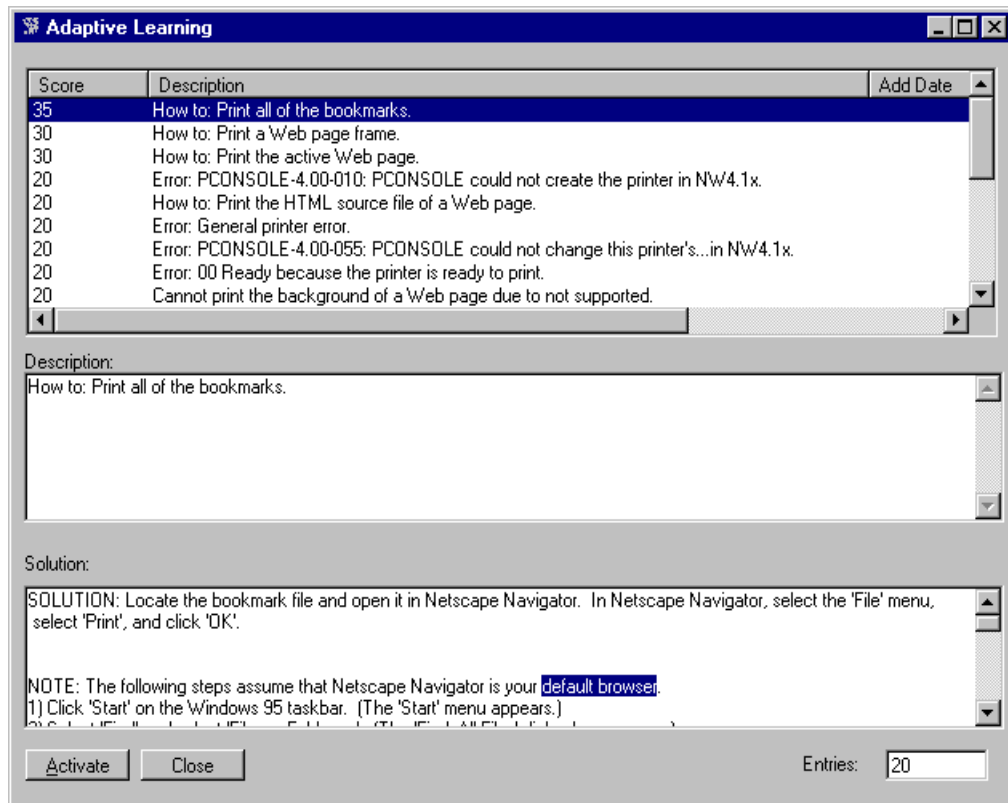 Adaptive Learning
Score Description Add Date
35 How to: Print all of the bookmarks.
30 How to: Print a Web page frame.
30 How to: Print the active Web page.
20 Error: PCONSOLE-4.00-010: PCONSOLE could not create the printer in NW4.1x.
20 How to: Print the HTML source file of a Web page.
20 Error: General printer error.
20 Error: PCONSOLE-4.00-055: PCONSOLE could not change this printer's...in NW4.1x.
20 Error: 00 Ready because the printer is ready to print.
20 Cannot print the background of a Web page due to not supported.
Description:
How to: Print all of the bookmarks.
Solution:
SOLUTION: Locate the bookmark file and open it in Netscape Navigator. In Netscape Navigator, select the 'File' menu,
select 'Print', and click 'OK'.
NOTE: The following steps assume that Netscape Navigator is your default browser.
1) Click 'Start' on the Windows 95 taskbar. (The 'Start' menu appears.)
Activate Close Entries: 20